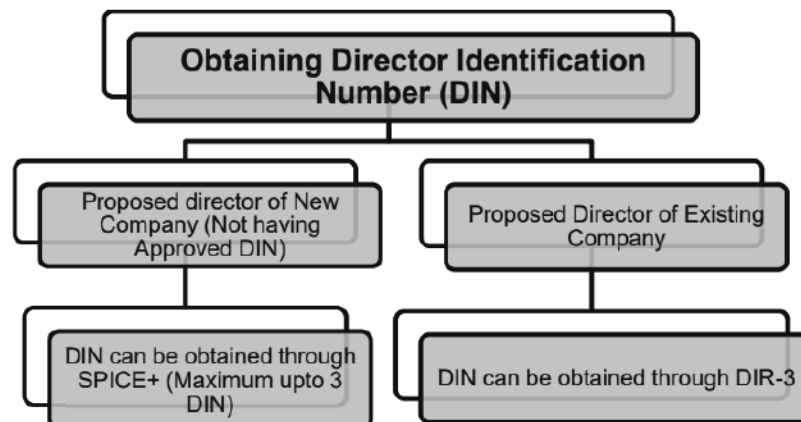 Obtaining Director Identification
Number (DIN)
Proposed director of New
Company (Not having
Approved DIN)
Proposed Director of Existing
Company
DIN can be obtained through
SPICE+ (Maximum upto 3
DIN)
DIN can be obtained through DIR-3